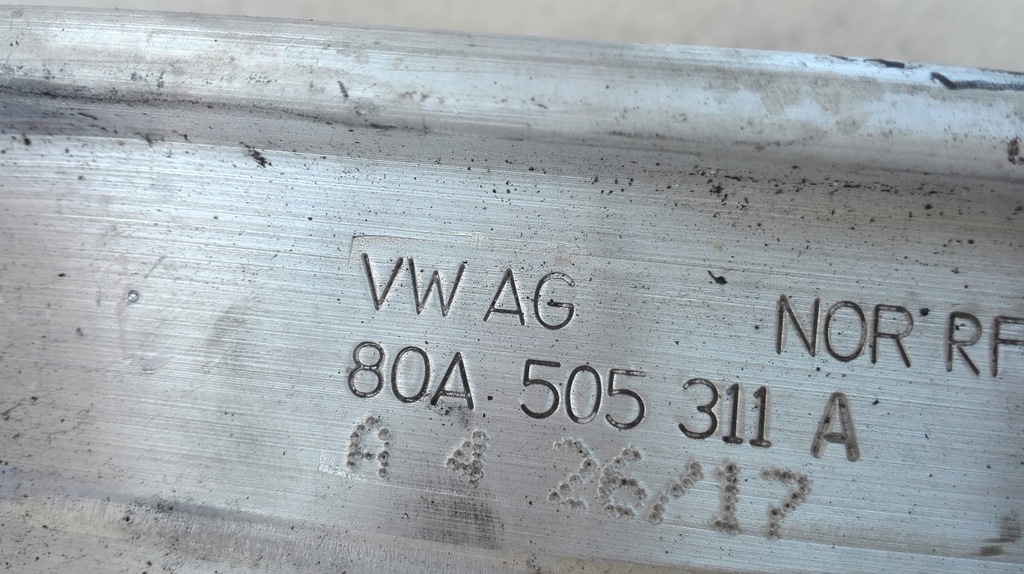 VW AG
NOR RF
80A 505 311 A
A 4 26/17